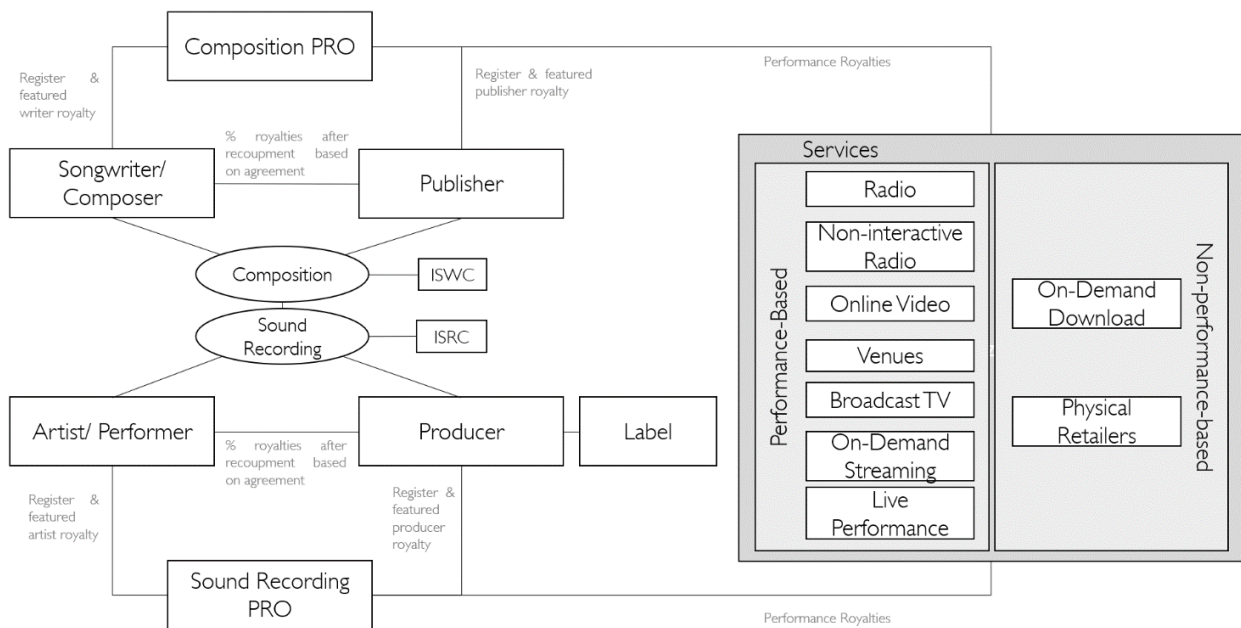 Composition PRO
Performance Royalties
Register &
featured
writer royalty
Register & featured
publisher royalty
% royalties after
recoupment based
on agreement
Songwriter/
Composer
Publisher
Composition
ISWC
Sound
Recording
ISRC
Artist/ Performer
Producer
Label
% royalties after
recoupment based
on agreement
Register &
featured
artist royalty
Register &
featured
producer
royalty
Sound Recording
PRO
Performance Royalties
Services
Performance-Based
Radio
Non-interactive
Radio
Online Video
Venues
Broadcast TV
On-Demand
Streaming
Live
Performance
On-Demand
Download
Physical
Retailers
Non-performance-based